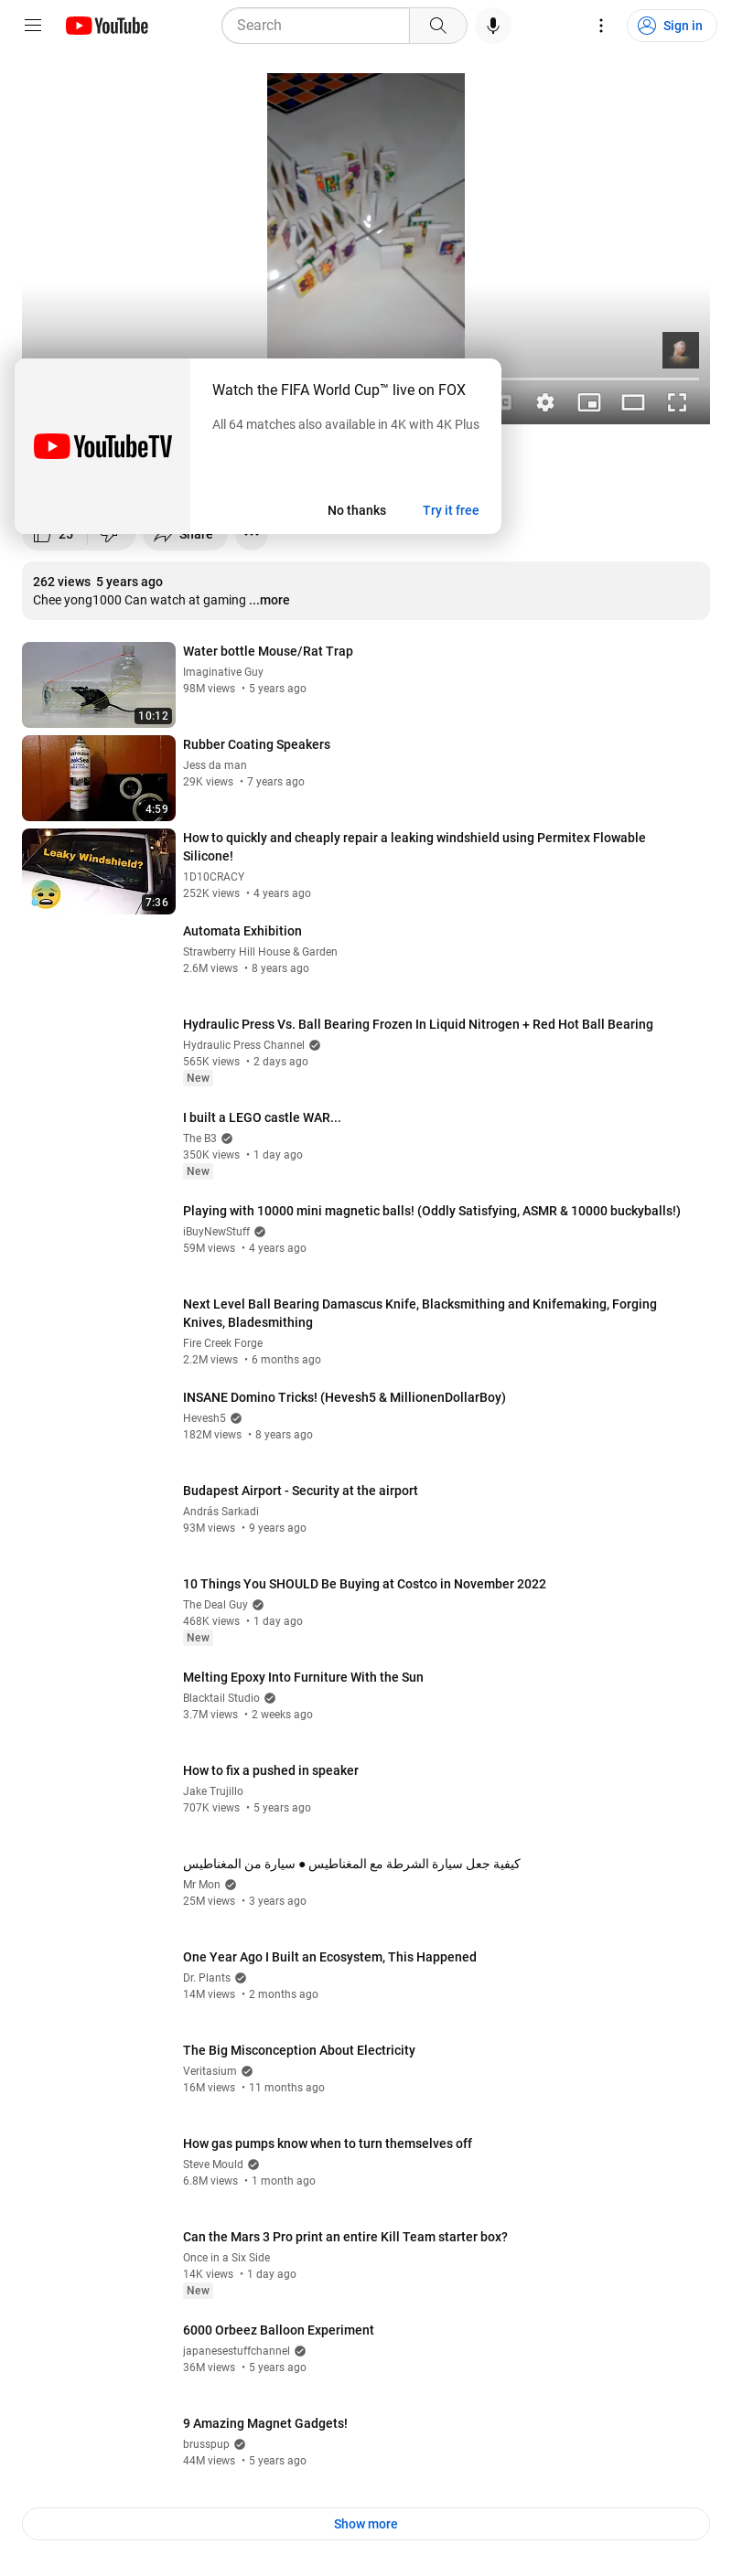 YouTube
Search
Sign in
Watch the FIFA World Cup™ live on FOX
All 64 matches also available in 4K with 4K Plus
YouTubeTV
No thanks
Try it free
25
Share
262 views 5 years ago
Chee yong1000 Can watch at gaming ...more
Water bottle Mouse/Rat Trap
Imaginative Guy
98M views • 5 years ago
10:12
Rubber Coating Speakers
Jess da man
29K views • 7 years ago
4:59
How to quickly and cheaply repair a leaking windshield using Permitex Flowable
Silicone!
1D10CRACY
252K views • 4 years ago
Leaky Windshield?
7:36
Automata Exhibition
Strawberry Hill House & Garden
2.6M views • 8 years ago
Hydraulic Press Vs. Ball Bearing Frozen In Liquid Nitrogen + Red Hot Ball Bearing
Hydraulic Press Channel
565K views • 2 days ago
New
I built a LEGO castle WAR...
The B3
350K views • 1 day ago
New
Playing with 10000 mini magnetic balls! (Oddly Satisfying, ASMR & 10000 buckyballs!)
iBuyNewStuff
59M views • 4 years ago
Next Level Ball Bearing Damascus Knife, Blacksmithing and Knifemaking, Forging
Knives, Bladesmithing
Fire Creek Forge
2.2M views • 6 months ago
INSANE Domino Tricks! (Hevesh5 & MillionenDollarBoy)
Hevesh5
182M views • 8 years ago
Budapest Airport - Security at the airport
András Sarkadi
93M views • 9 years ago
10 Things You SHOULD Be Buying at Costco in November 2022
The Deal Guy
468K views • 1 day ago
New
Melting Epoxy Into Furniture With the Sun
Blacktail Studio
3.7M views • 2 weeks ago
How to fix a pushed in speaker
Jake Trujillo
707K views • 5 years ago
كيفية جعل سيارة الشرطة مع المغناطيس ● سيارة من المغناطيس
Mr Mon
25M views • 3 years ago
One Year Ago I Built an Ecosystem, This Happened
Dr. Plants
14M views • 2 months ago
The Big Misconception About Electricity
Veritasium
16M views • 11 months ago
How gas pumps know when to turn themselves off
Steve Mould
6.8M views • 1 month ago
Can the Mars 3 Pro print an entire Kill Team starter box?
Once in a Six Side
14K views • 1 day ago
New
6000 Orbeez Balloon Experiment
japanesestuffchannel
36M views • 5 years ago
9 Amazing Magnet Gadgets!
brusspup
44M views • 5 years ago
Show more